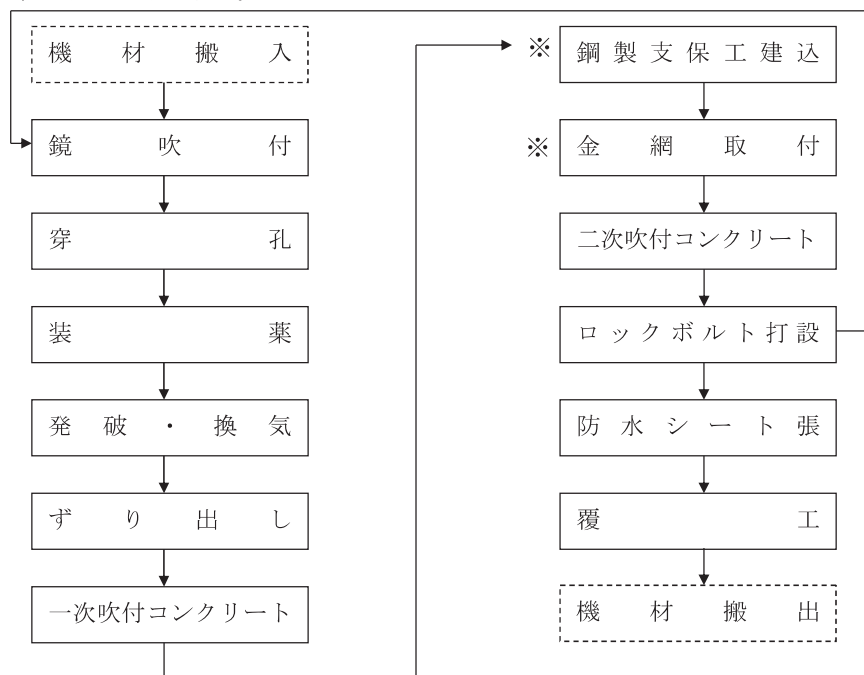 機材搬入
鏡吹付
穿孔
装薬
発破・換気
ずり出し
一次吹付コンクリート
※ 鋼製支保工建込
※ 金網取付
二次吹付コンクリート
ロックボルト打設
防水シート張
覆工
機材搬出